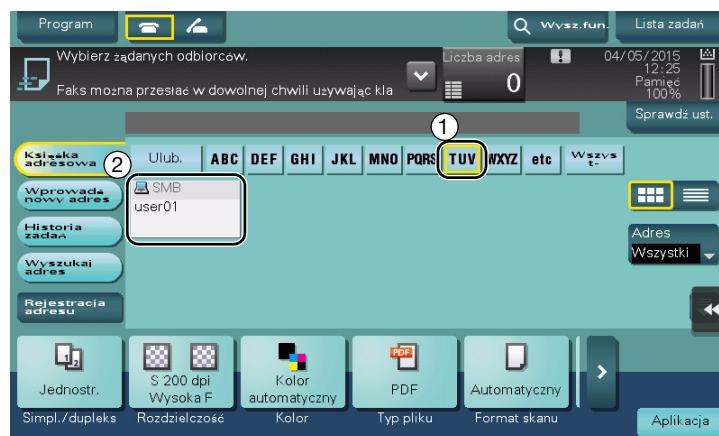 Program
Wysz.fun.
Lista zadań
Wybierz żądanych odbiorców.
Faks można przesłać w dowolnej chwili używając kla
Liczba adres
0
04/05/2015
12:25
Pamięć
100%
Sprawdź ust.
1
Książka
adresowa
2
Ulub.
ABC
DEF
GHI
JKL
MNO
PQRS
TUV
WXYZ
etc
Wszys
t-
Wprowadź
nowy adres
SMB
user01
Historia
zadań
Adres
Wszystki
Wyszukaj
adres
Rejestracja
adresu
1
2
Jednostr.
S 200 dpi
Wysoka F
Kolor
automatyczny
PDF
PDF
Automatyczny
Simpl./dupleks
Rozdzielczość
Kolor
Typ pliku
Format skanu
Aplikacja